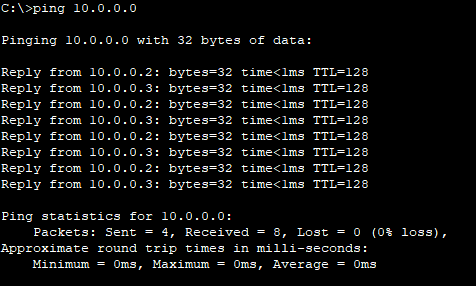 C:\>ping 10.0.0.0
Pinging 10.0.0.0 with 32 bytes of data:
Reply from 10.0.0.2: bytes=32 time<1ms TTL=128
Reply from 10.0.0.3: bytes=32 time<1ms TTL=128
Reply from 10.0.0.2: bytes=32 time<1ms TTL=128
Reply from 10.0.0.3: bytes=32 time<1ms TTL=128
Reply from 10.0.0.2: bytes=32 time<1ms TTL=128
Reply from 10.0.0.3: bytes=32 time<1ms TTL=128
Reply from 10.0.0.2: bytes=32 time<1ms TTL=128
Reply from 10.0.0.3: bytes=32 time<1ms TTL=128
Ping statistics for 10.0.0.0:
Packets: Sent = 4, Received = 8, Lost = 0 (0% loss),
Approximate round trip times in milli-seconds:
Minimum = 0ms, Maximum = 0ms, Average = 0ms